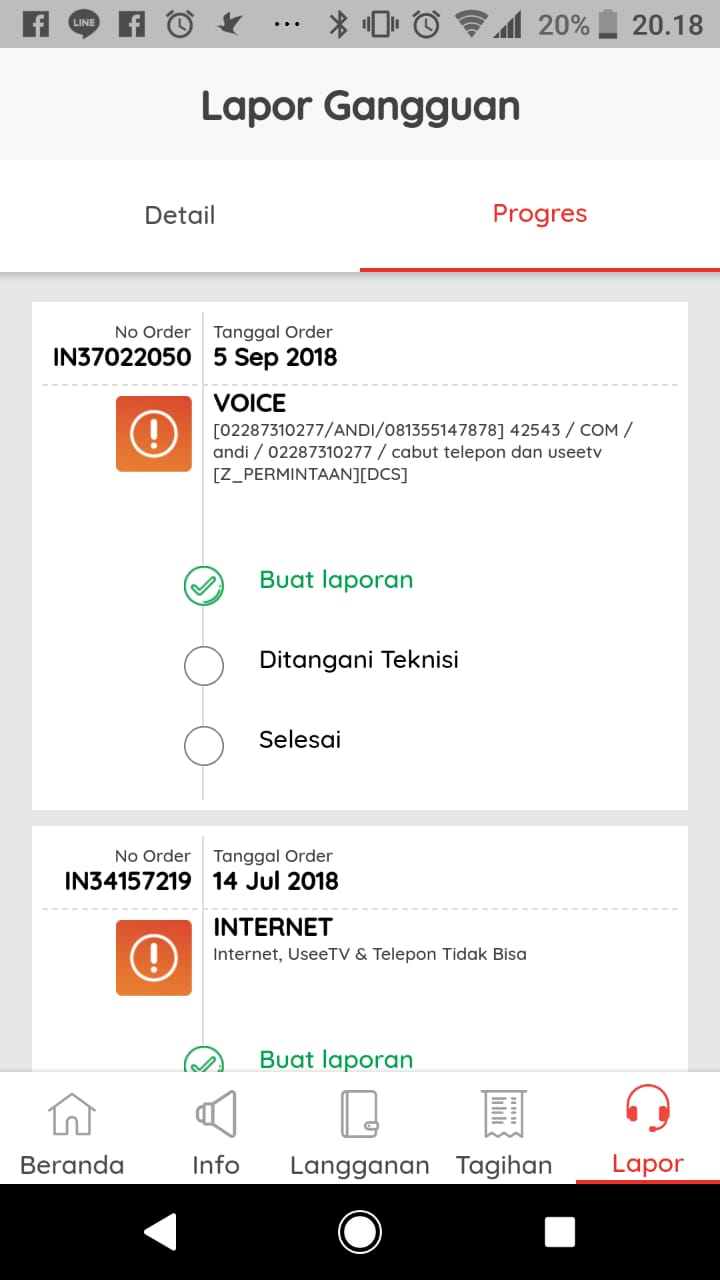 LINE
20%
20.18
Lapor Gangguan
Detail
Progres
No Order
Tanggal Order
IN37022050
5 Sep 2018
VOICE
[02287310277/ANDI/081355147878] 42543 / COM /
andi / 02287310277 / cabut telepon dan useetv
[Z_PERMINTAAN][DCS]
Buat laporan
Ditangani Teknisi
Selesai
No Order
Tanggal Order
IN34157219
14 Jul 2018
INTERNET
Internet, UseeTV & Telepon Tidak Bisa
Buat laporan
Beranda
Info
Langganan
Tagihan
Lapor